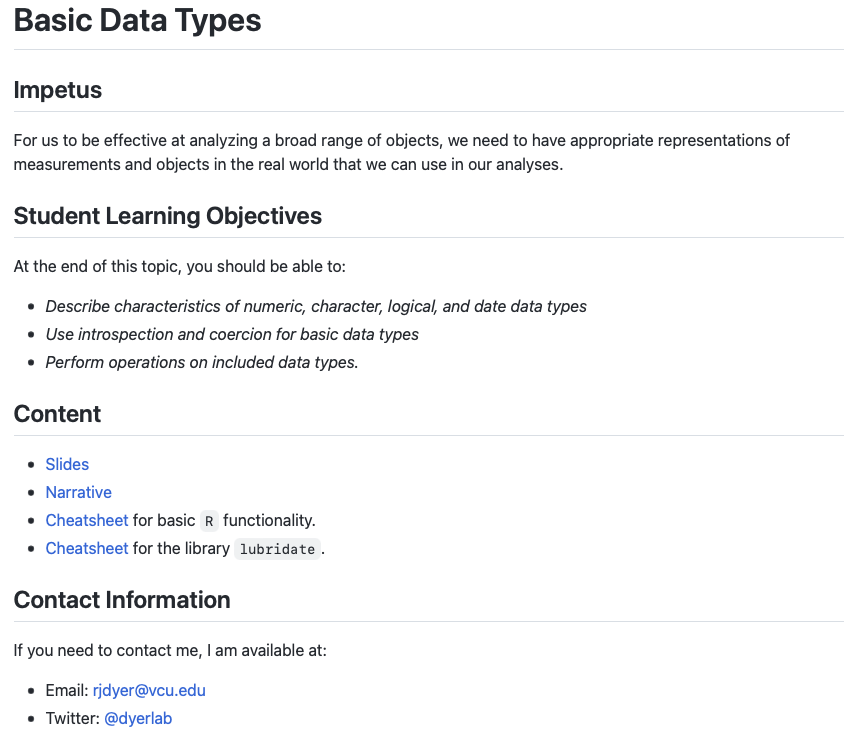 Basic Data Types
Impetus
For us to be effective at analyzing a broad range of objects, we need to have appropriate representations of
measurements and objects in the real world that we can use in our analyses.
Student Learning Objectives
At the end of this topic, you should be able to:
• Describe characteristics of numeric, character, logical, and date data types
• Use introspection and coercion for basic data types
• Perform operations on included data types.
Content
• Slides
• Narrative
• Cheatsheet for basic R functionality.
• Cheatsheet for the library lubridate.
Contact Information
If you need to contact me, I am available at:
• Email: rjdyer@vcu.edu
• Twitter: @dyerlab